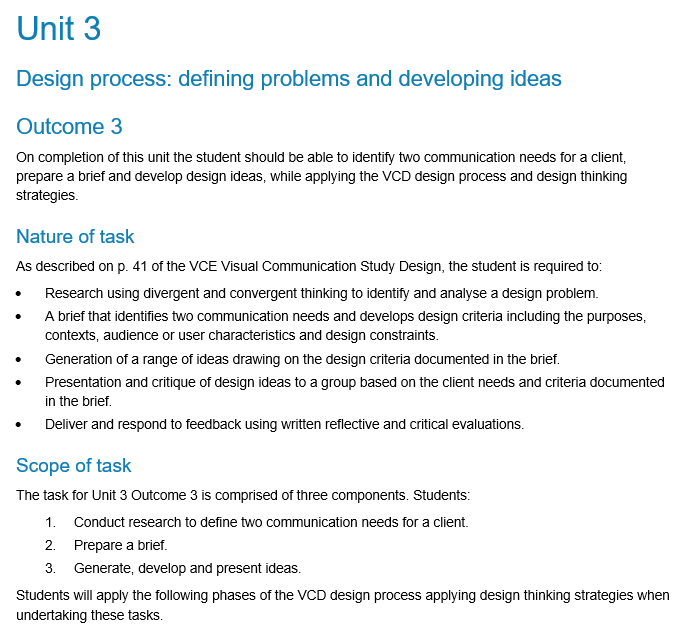 Unit 3
Design process: defining problems and developing ideas
Outcome 3
On completion of this unit the student should be able to identify two communication needs for a client,
prepare a brief and develop design ideas, while applying the VCD design process and design thinking
strategies.
Nature of task
As described on p. 41 of the VCE Visual Communication Study Design, the student is required to:
• Research using divergent and convergent thinking to identify and analyse a design problem.
• A brief that identifies two communication needs and develops design criteria including the purposes,
contexts, audience or user characteristics and design constraints.
• Generation of a range of ideas drawing on the design criteria documented in the brief.
• Presentation and critique of design ideas to a group based on the client needs and criteria documented
in the brief.
• Deliver and respond to feedback using written reflective and critical evaluations.
Scope of task
The task for Unit 3 Outcome 3 is comprised of three components. Students:
1. Conduct research to define two communication needs for a client.
2. Prepare a brief.
3. Generate, develop and present ideas.
Students will apply the following phases of the VCD design process applying design thinking strategies when
undertaking these tasks.